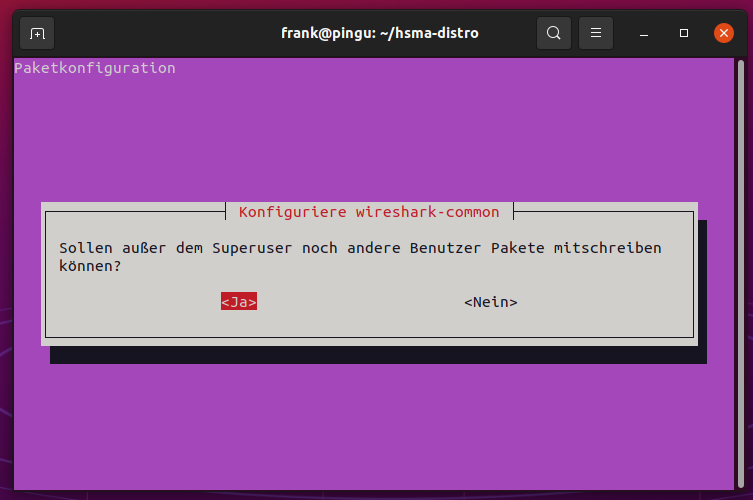 frank@pingu: ~/hsma-distro
Paketkonfiguration
Konfiguriere wireshark-common
Sollen außer dem Superuser noch andere Benutzer Pakete mitschreiben
können?
<Ja> <Nein>